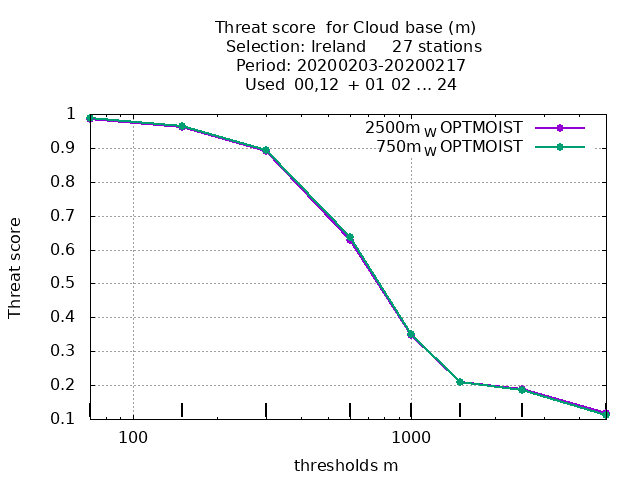 Threat score for Cloud base (m)
Selection: Ireland 27 stations
Period: 20200203-20200217
Used 00,12 + 01 02 ... 24
2500m W OPTMOIST
750m W OPTMOIST
1
0.9
0.8
0.7
0.6
0.5
0.4
0.3
0.2
0.1
Threat score
100 1000
thresholds m